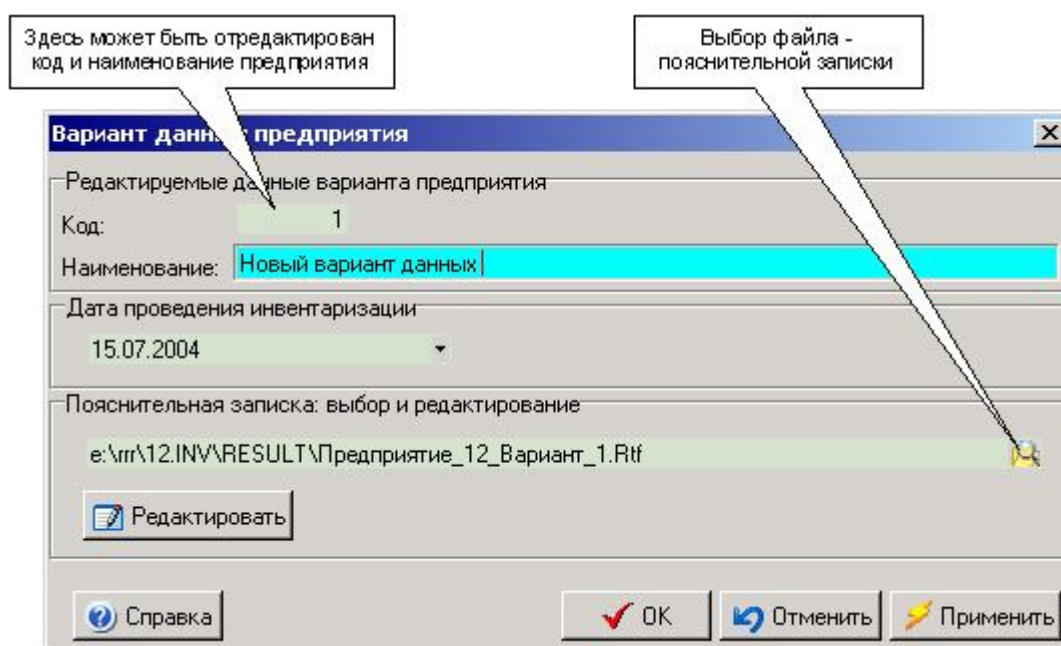 Здесь может быть отредактирован
код и наименование предприятия
Выбор файла -
пояснительной записки
Вариант данных предприятия
Редактируемые данные варианта предприятия
Код: 1
Наименование: Новый вариант данных
Дата проведения инвентаризации
15.07.2004
Пояснительная записка: выбор и редактирование
e:\rrr\12.INV\RESULT\Предприятие_12_Вариант_1.Rtf
Редактировать
Справка
OK
Отменить
Применить